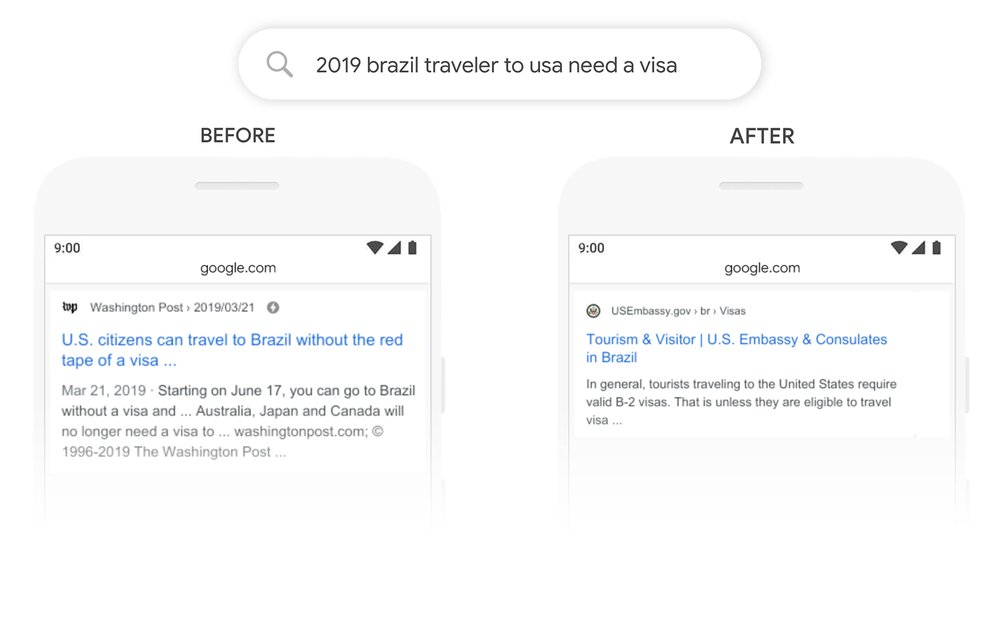 2019 brazil traveler to usa need a visa
BEFORE
9:00
google.com
wp Washington Post › 2019/03/21
U.S. citizens can travel to Brazil without the red
tape of a visa ...
Mar 21, 2019 · Starting on June 17, you can go to Brazil
without a visa and ... Australia, Japan and Canada will
no longer need a visa to ... washingtonpost.com; ©
1996-2019 The Washington Post ...
AFTER
9:00
google.com
USEmbassy.gov › br › Visas
Tourism & Visitor | U.S. Embassy & Consulates
in Brazil
In general, tourists traveling to the United States require
valid B-2 visas. That is unless they are eligible to travel
visa ...